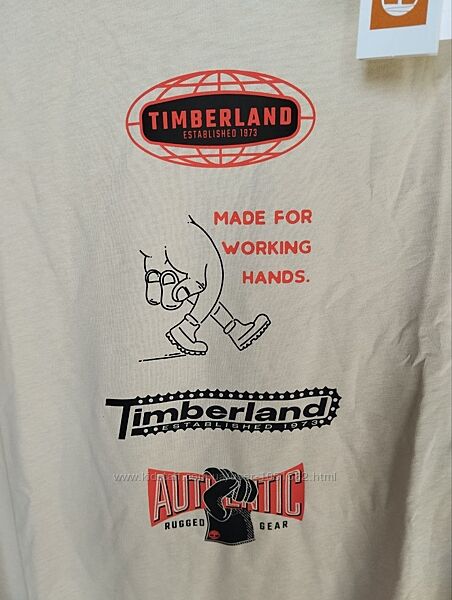 TIMBERLAND
ESTABLISHED 1973
MADE FOR
WORKING
HANDS.
Timberland
ESTABLISHED 1973
RUGGED GEAR